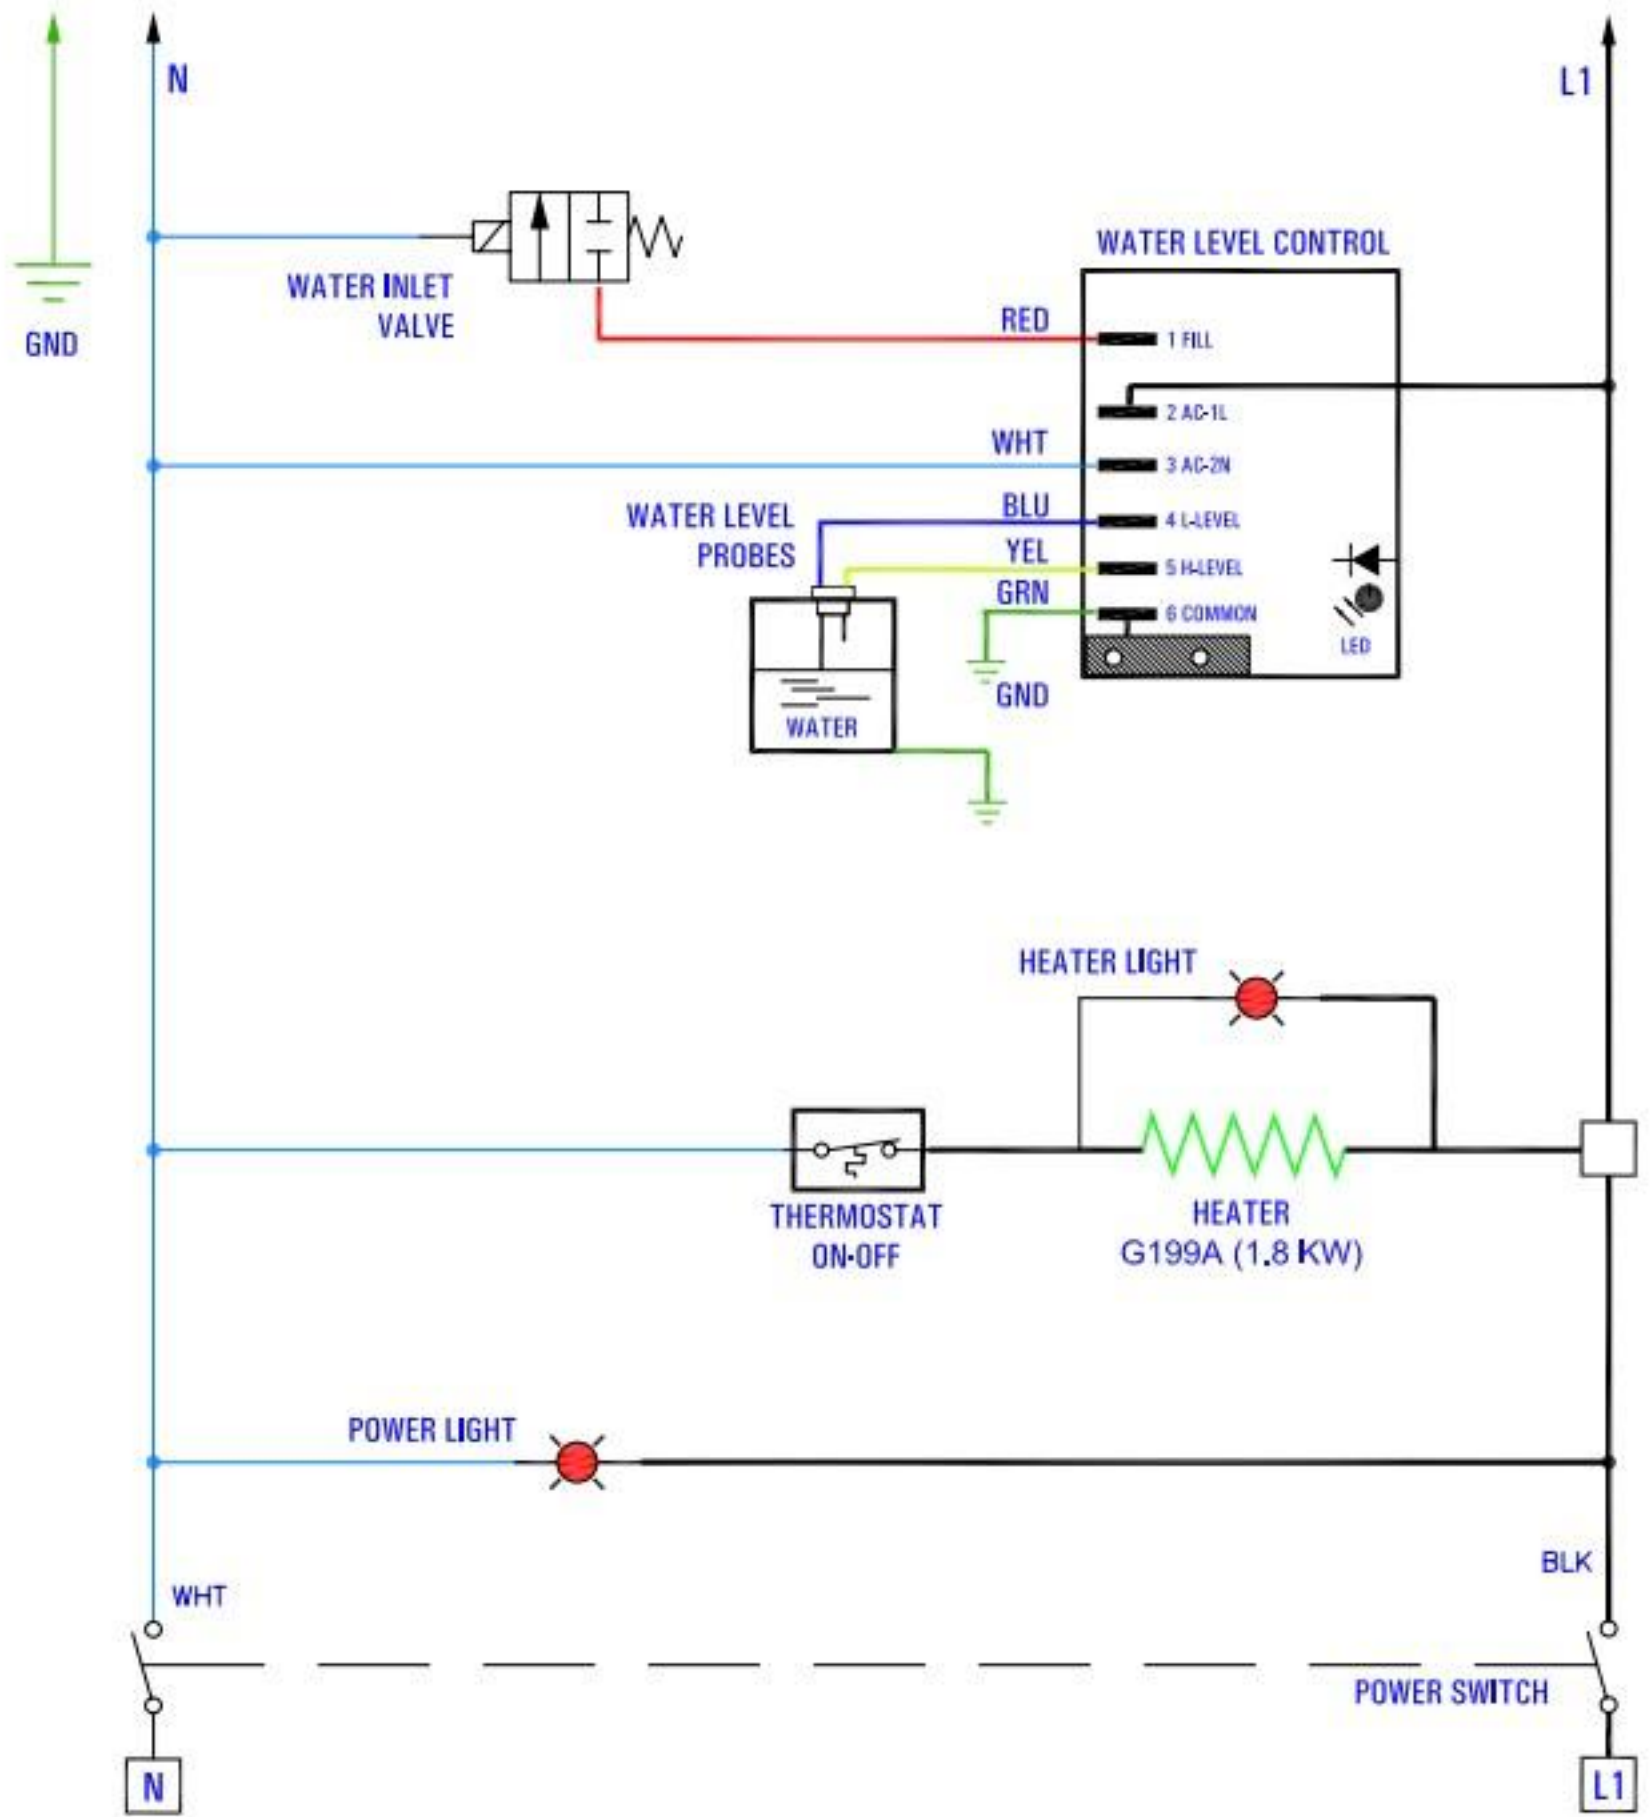 N
L1
WATER LEVEL CONTROL
WATER INLET
VALVE
GND
RED
1 FILL
2 AC-1L
WHT
3 AC-2N
WATER LEVEL
PROBES
BLU
4 L-LEVEL
YEL
5 H-LEVEL
GRN
6 COMMON
LED
GND
WATER
HEATER LIGHT
THERMOSTAT
ON-OFF
HEATER
G199A (1.8 KW)
POWER LIGHT
BLK
WHT
POWER SWITCH
N
L1